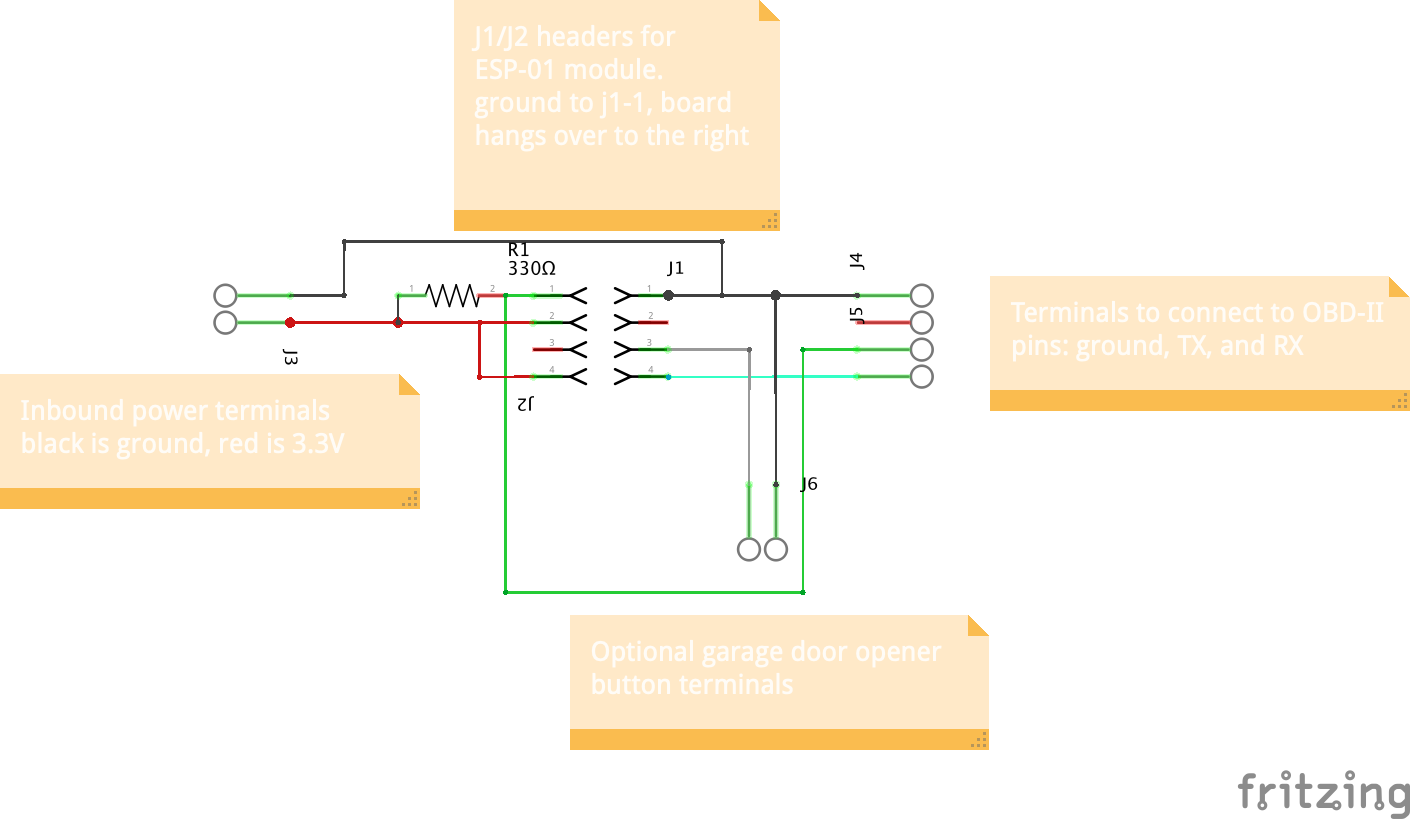 J1/J2 headers for
ESP-01 module.
ground to j1-1, board
hangs over to the right
R1
330Ω
J1
J4
1
2
1
1
2
2
J5
3
3
4
4
J3
J2
Terminals to connect to OBD-II
pins: ground, TX, and RX
Inbound power terminals
black is ground, red is 3.3V
J6
Optional garage door opener
button terminals
fritzing